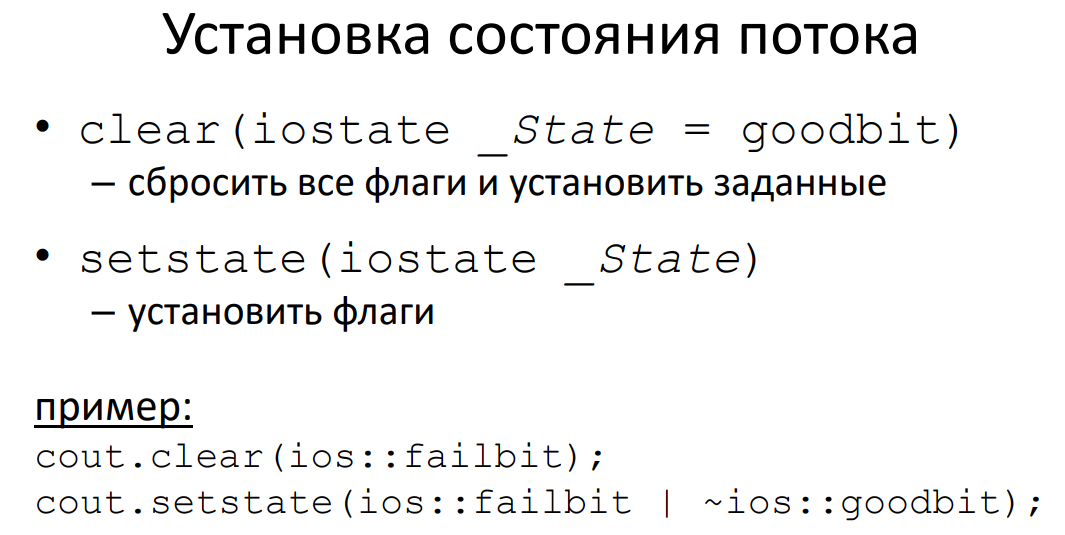 Установка состояния потока
• clear(iostate _State = goodbit)
– сбросить все флаги и установить заданные
• setstate(iostate _State)
– установить флаги
пример:
cout.clear(ios::failbit);
cout.setstate(ios::failbit | ~ios::goodbit);